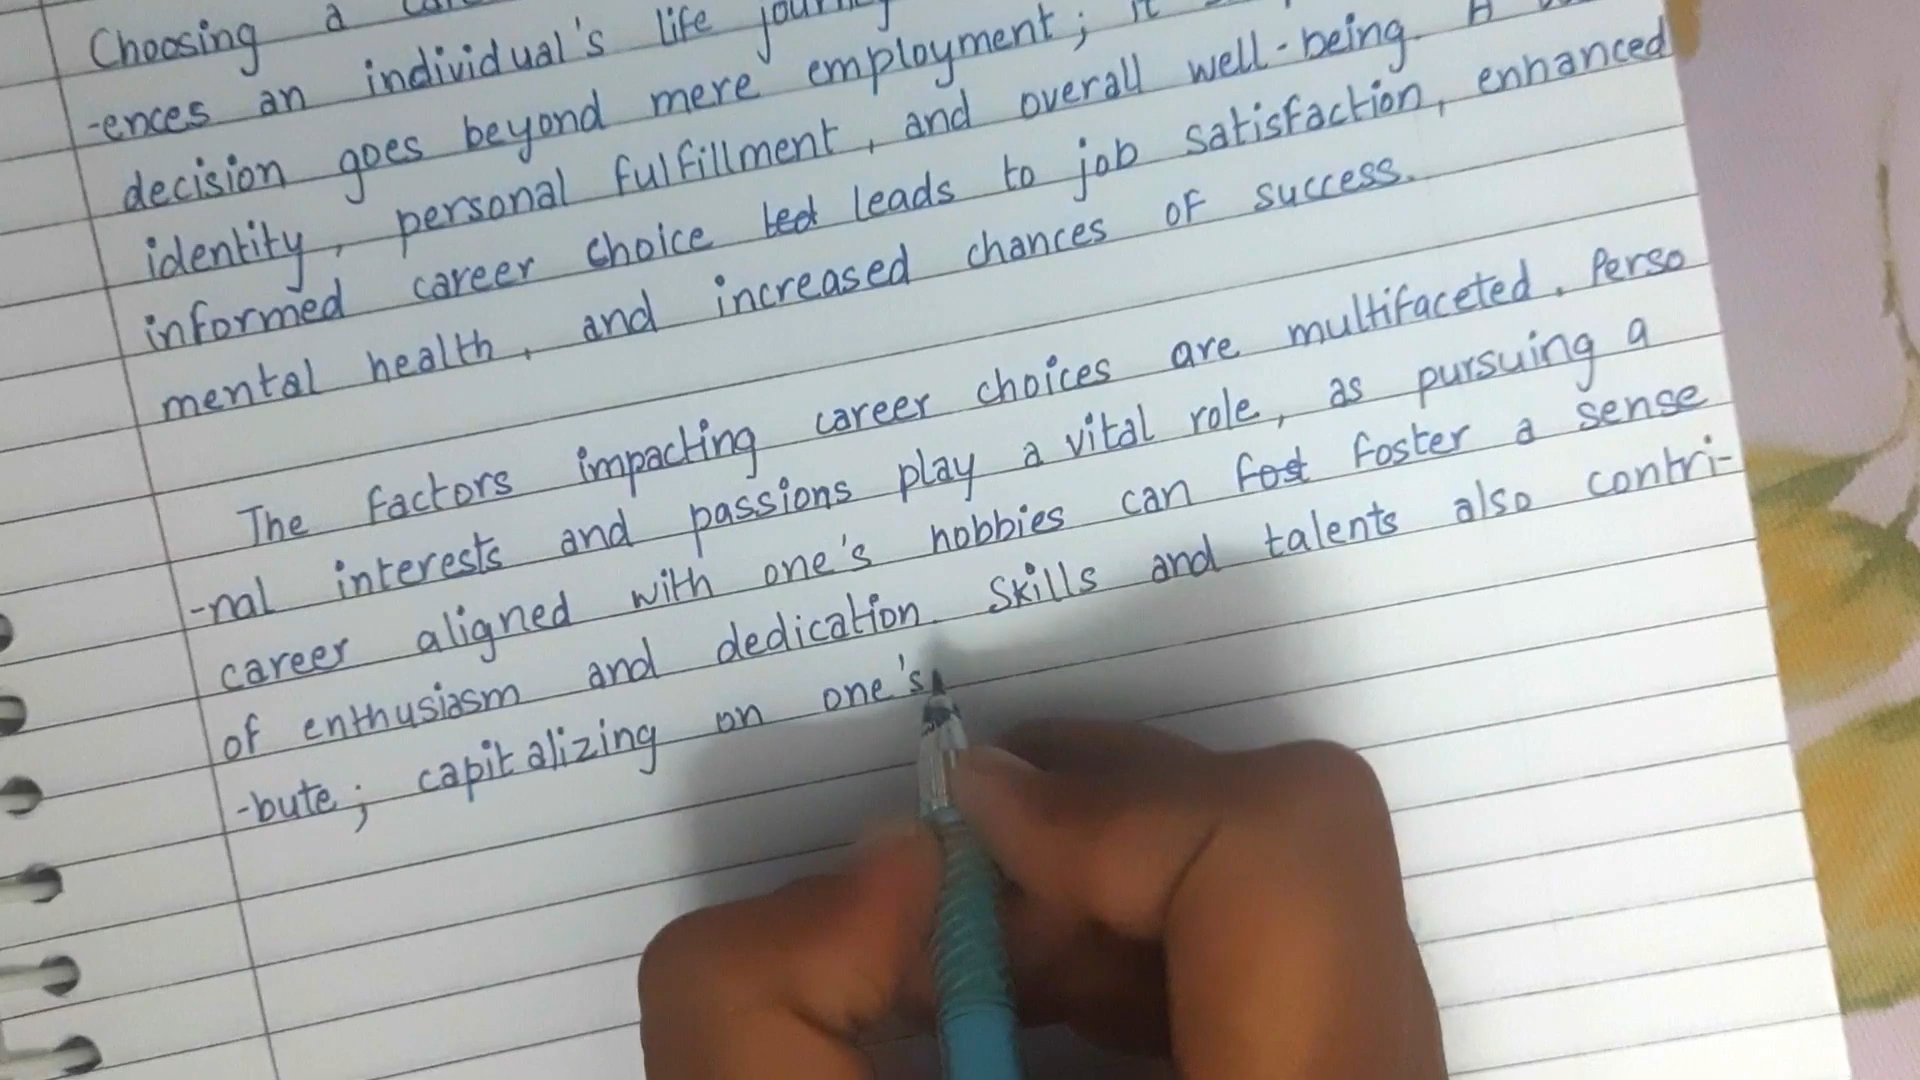 Choosing a
-ences an individual's life journey
decision goes beyond mere employment; it
identity, personal fulfillment, and overall well-being. A
informed career choice led leads to job satisfaction, enhanced
mental health, and increased chances of success.
The factors impacting career choices are multifaceted. Perso
-nal interests and passions play a vital role, as pursuing a
career aligned with one's hobbies can fost foster a sense
of enthusiasm and dedication. Skills and talents also contri-
-bute; capitalizing on one's